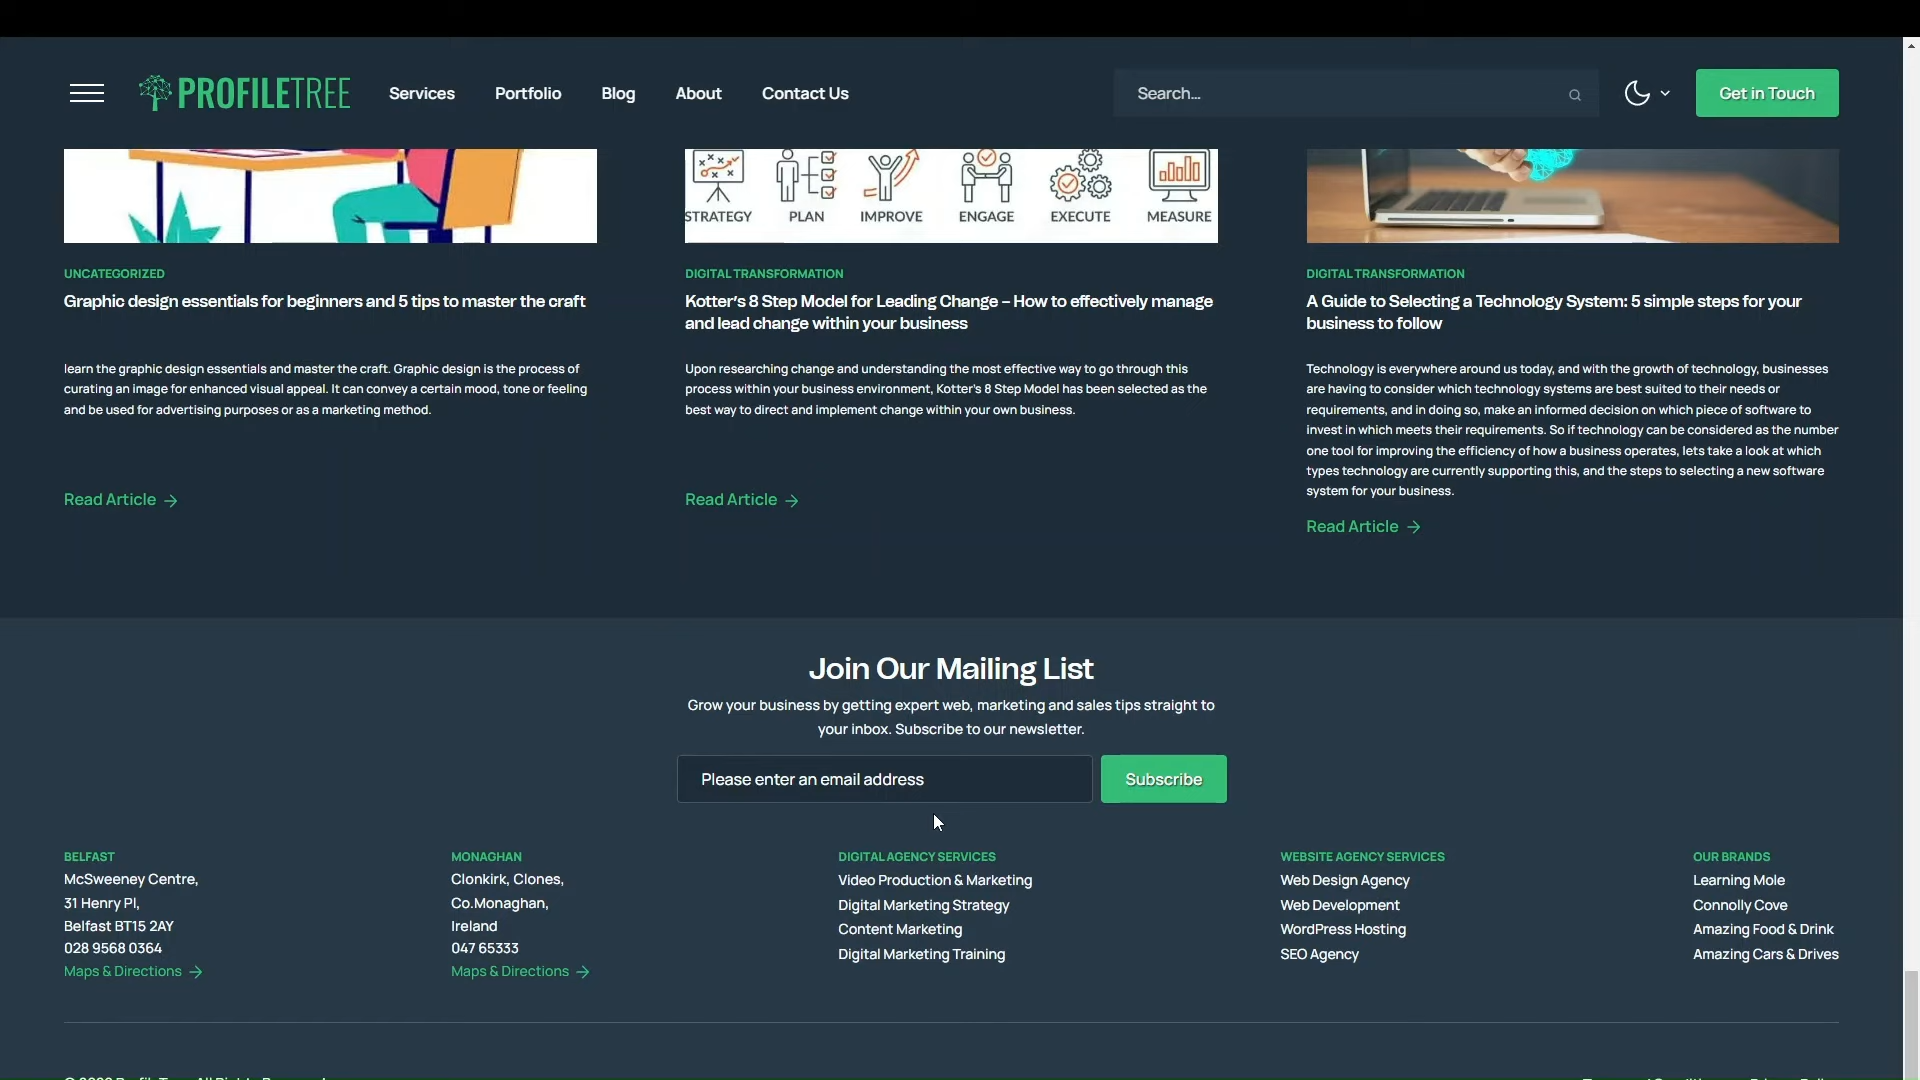 PROFILETREE
Services Portfolio Blog About Contact Us
Search...
Get in Touch
STRATEGY PLAN IMPROVE ENGAGE EXECUTE MEASURE
UNCATEGORIZED
Graphic design essentials for beginners and 5 tips to master the craft
learn the graphic design essentials and master the craft. Graphic design is the process of
curating an image for enhanced visual appeal. It can convey a certain mood, tone or feeling
and be used for advertising purposes or as a marketing method.
Read Article
DIGITAL TRANSFORMATION
Kotter's 8 Step Model for Leading Change – How to effectively manage
and lead change within your business
Upon researching change and understanding the most effective way to go through this
process within your business environment, Kotter's 8 Step Model has been selected as the
best way to direct and implement change within your own business.
Read Article
DIGITAL TRANSFORMATION
A Guide to Selecting a Technology System: 5 simple steps for your
business to follow
Technology is everywhere around us today, and with the growth of technology, businesses
are having to consider which technology systems are best suited to their needs or
requirements, and in doing so, make an informed decision on which piece of software to
invest in which meets their requirements. So if technology can be considered as the number
one tool for improving the efficiency of how a business operates, lets take a look at which
types technology are currently supporting this, and the steps to selecting a new software
system for your business.
Read Article
Join Our Mailing List
Grow your business by getting expert web, marketing and sales tips straight to
your inbox. Subscribe to our newsletter.
Please enter an email address
Subscribe
BELFAST
McSweeney Centre,
31 Henry Pl,
Belfast BT15 2AY
028 9568 0364
Maps & Directions
MONAGHAN
Clonkirk, Clones,
Co.Monaghan,
Ireland
047 65333
Maps & Directions
DIGITAL AGENCY SERVICES
Video Production & Marketing
Digital Marketing Strategy
Content Marketing
Digital Marketing Training
WEBSITE AGENCY SERVICES
Web Design Agency
Web Development
WordPress Hosting
SEO Agency
OUR BRANDS
Learning Mole
Connolly Cove
Amazing Food & Drink
Amazing Cars & Drives